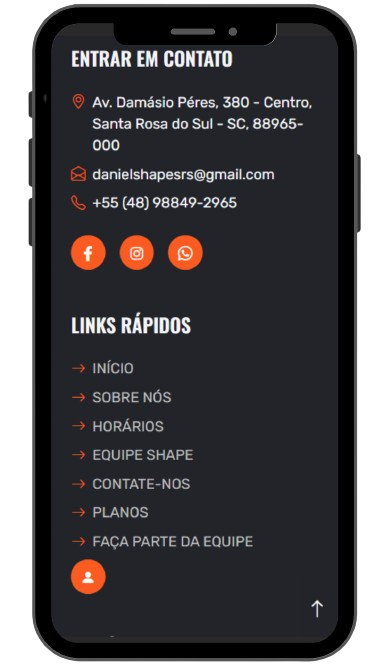 ENTRAR EM CONTATO
Av. Damásio Péres, 380 - Centro,
Santa Rosa do Sul - SC, 88965-
000
danielshapesrs@gmail.com
+55 (48) 98849-2965
LINKS RÁPIDOS
INÍCIO
SOBRE NÓS
HORÁRIOS
EQUIPE SHAPE
CONTATE-NOS
PLANOS
FAÇA PARTE DA EQUIPE